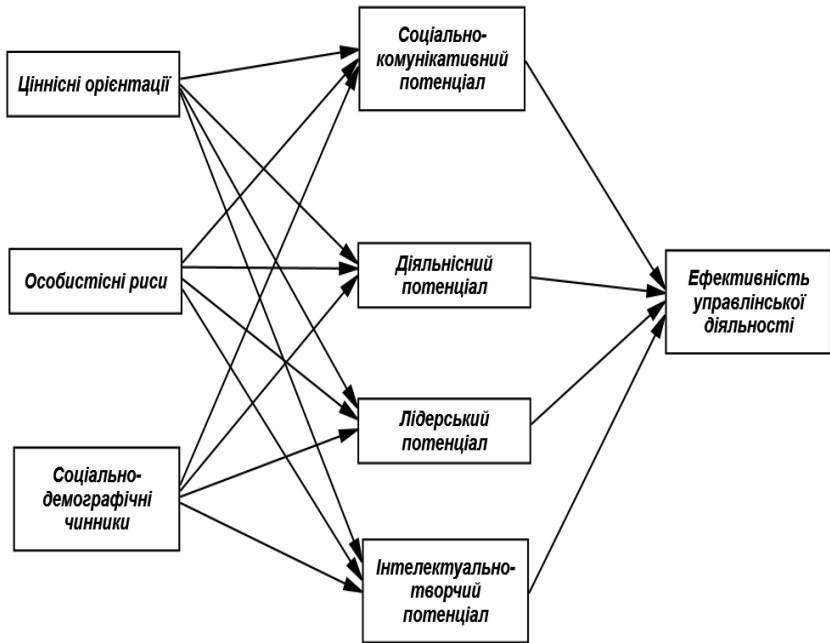 Ціннісні орієнтації
Особистісні риси
Соціально-
демографічні
чинники
Соціально-
комунікативний
потенціал
Діяльнісний
потенціал
Лідерський
потенціал
Інтелектуально-
творчий
потенціал
Ефективність
управлінської
діяльності